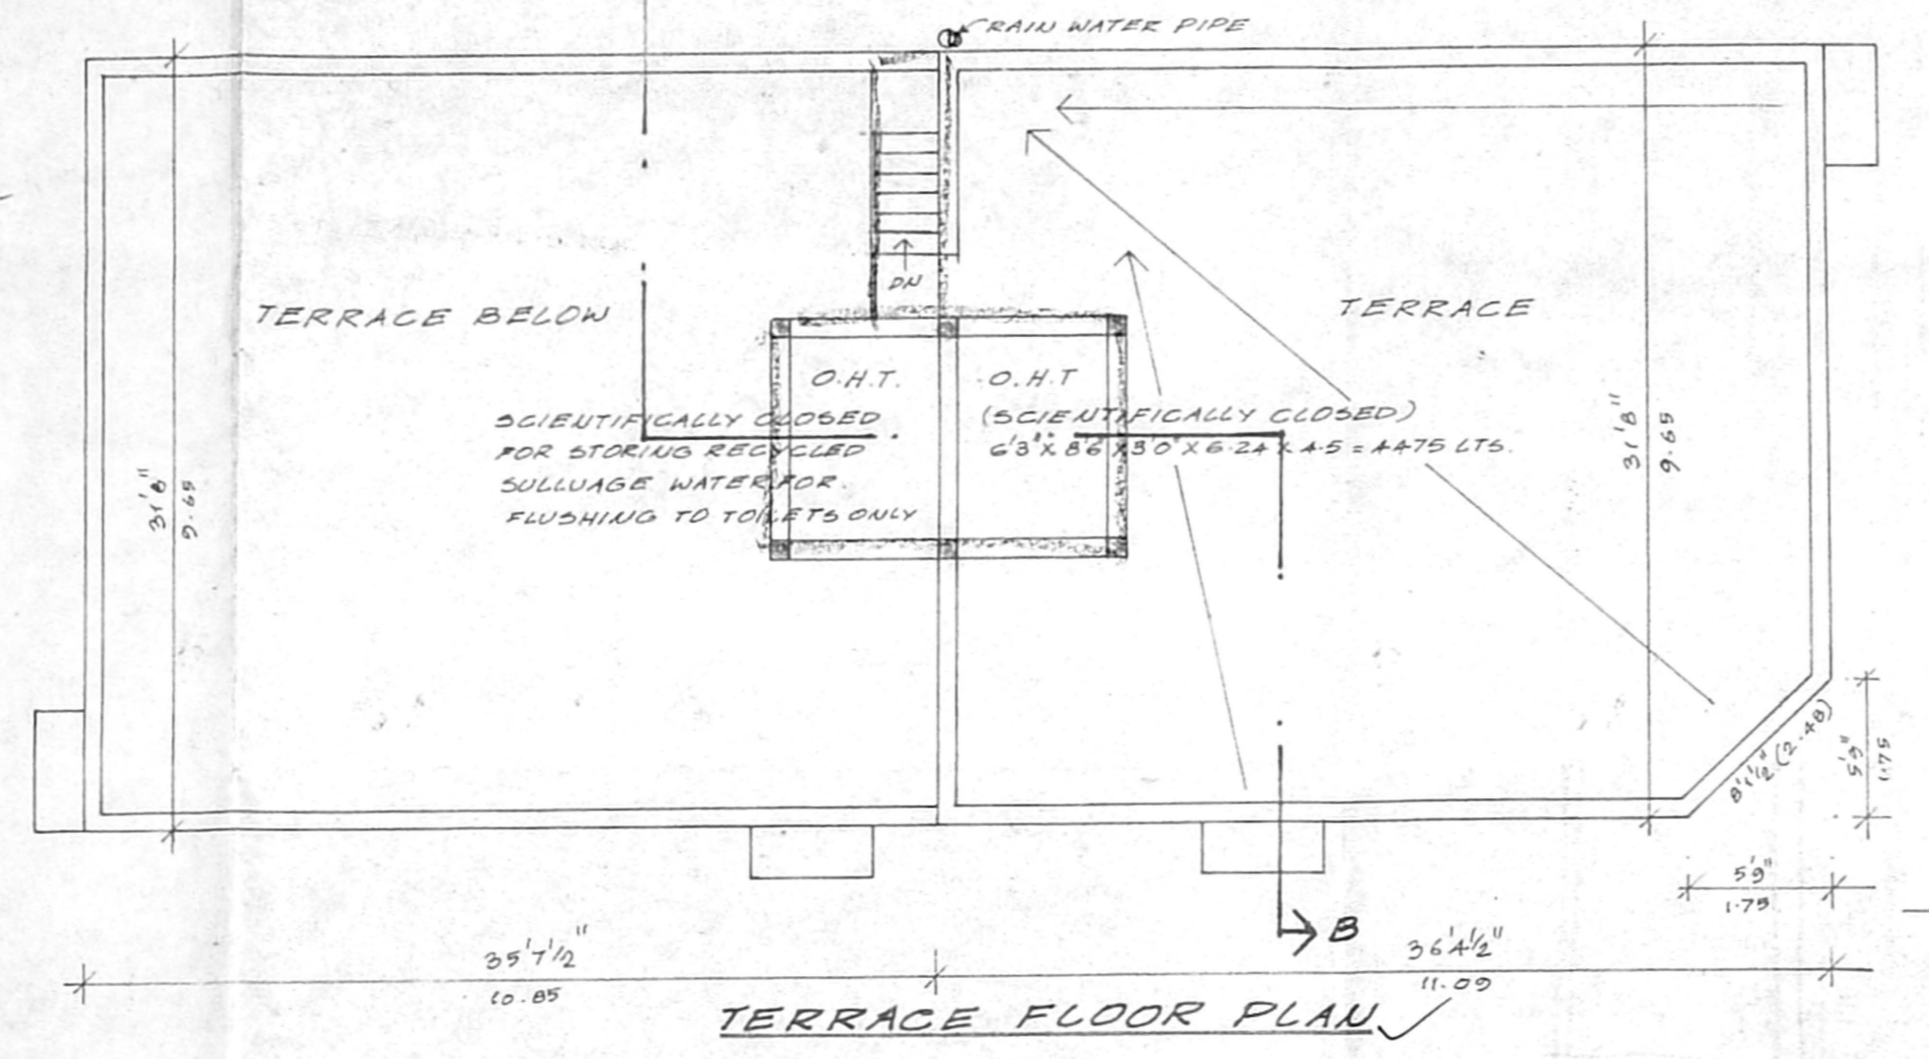 RAIN WATER PIPE
DN
TERRACE BELOW
TERRACE
O.H.T.
SCIENTIFICALLY CLOSED
FOR STORING RECYCLED
SULLUAGE WATER FOR
FLUSHING TO TOILETS ONLY
O.H.T
(SCIENTIFICALLY CLOSED)
6'3" X 8'6" X 3'0" X 6.24 X 4.5 = 4475 LTS.
31'8"
9.65
31'8"
9.65
8'1½" (2.48)
5'9"
1.75
5'9"
1.75
B
35'7½"
10.85
36'4½"
11.09
TERRACE FLOOR PLAN